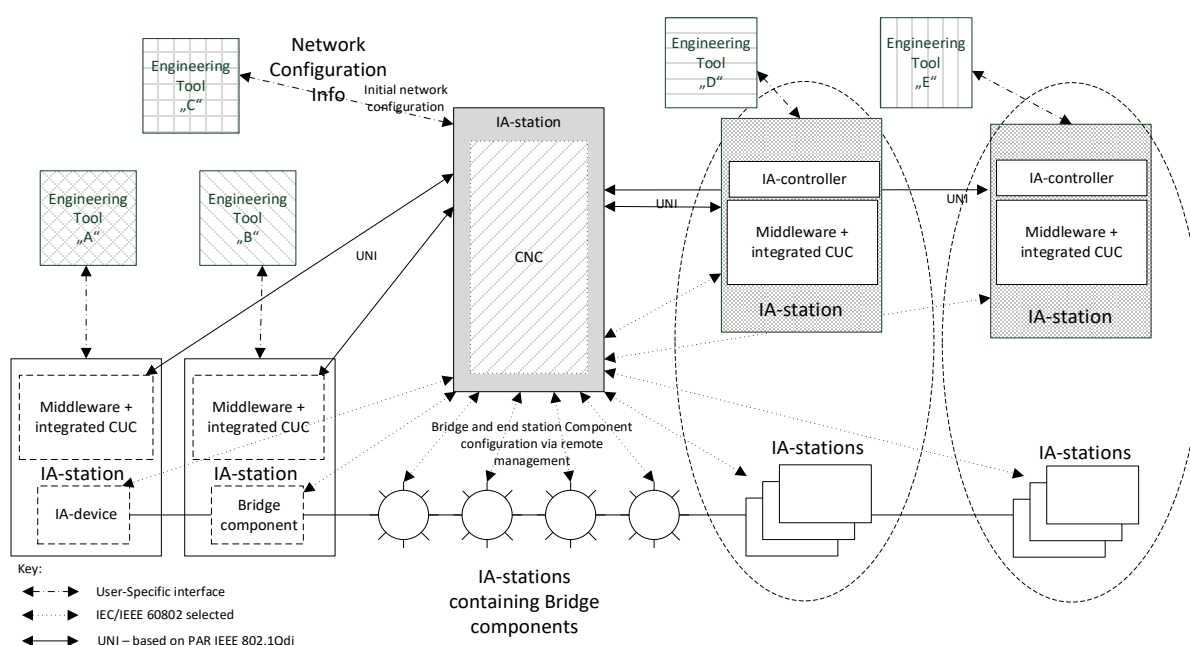 Engineering
Tool
„C“
Network
Configuration
Info
Initial network
configuration
Engineering
Tool
„D“
Engineering
Tool
„E“
IA-station
CNC
IA-controller
Middleware +
integrated CUC
IA-station
IA-controller
Middleware +
integrated CUC
IA-station
UNI
UNI
Engineering
Tool
„A“
Engineering
Tool
„B“
UNI
Middleware +
integrated CUC
IA-station
IA-device
Middleware +
integrated CUC
IA-station
Bridge
component
Bridge and end station Component
configuration via remote
management
IA-stations
IA-stations
IA-stations
containing Bridge
components
Key:
User-Specific interface
IEC/IEEE 60802 selected
UNI – based on PAR IEEE 802.1Qdj